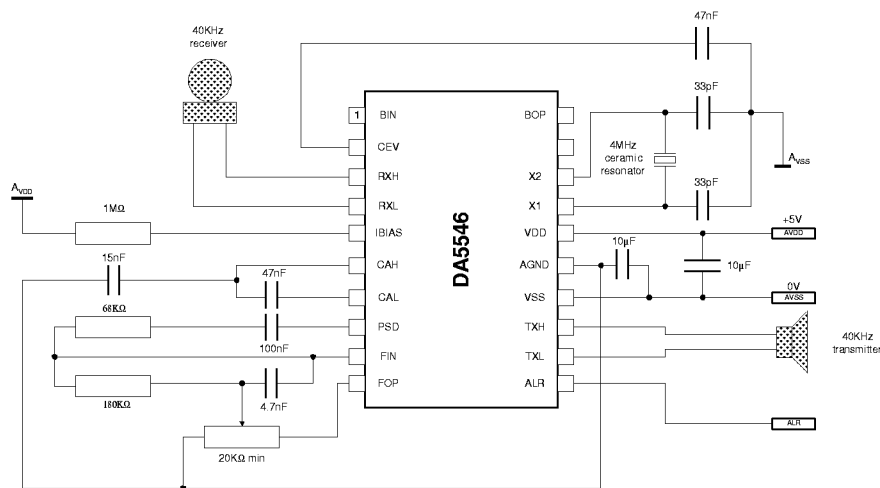 47nF
40KHz
receiver
33pF
1
BIN
BOP
CEV
4MHz
ceramic
resonator
AVSS
RXH
X2
AVDD
33pF
1MΩ
RXL
X1
+5V
IBIAS
VDD
AVDD
DA5546
15nF
10µF
CAH
AGND
10µF
47nF
0V
CAL
VSS
AVSS
68KΩ
PSD
TXH
100nF
40KHz
transmitter
FIN
TXL
180KΩ
4.7nF
FOP
ALR
ALR
20KΩ min